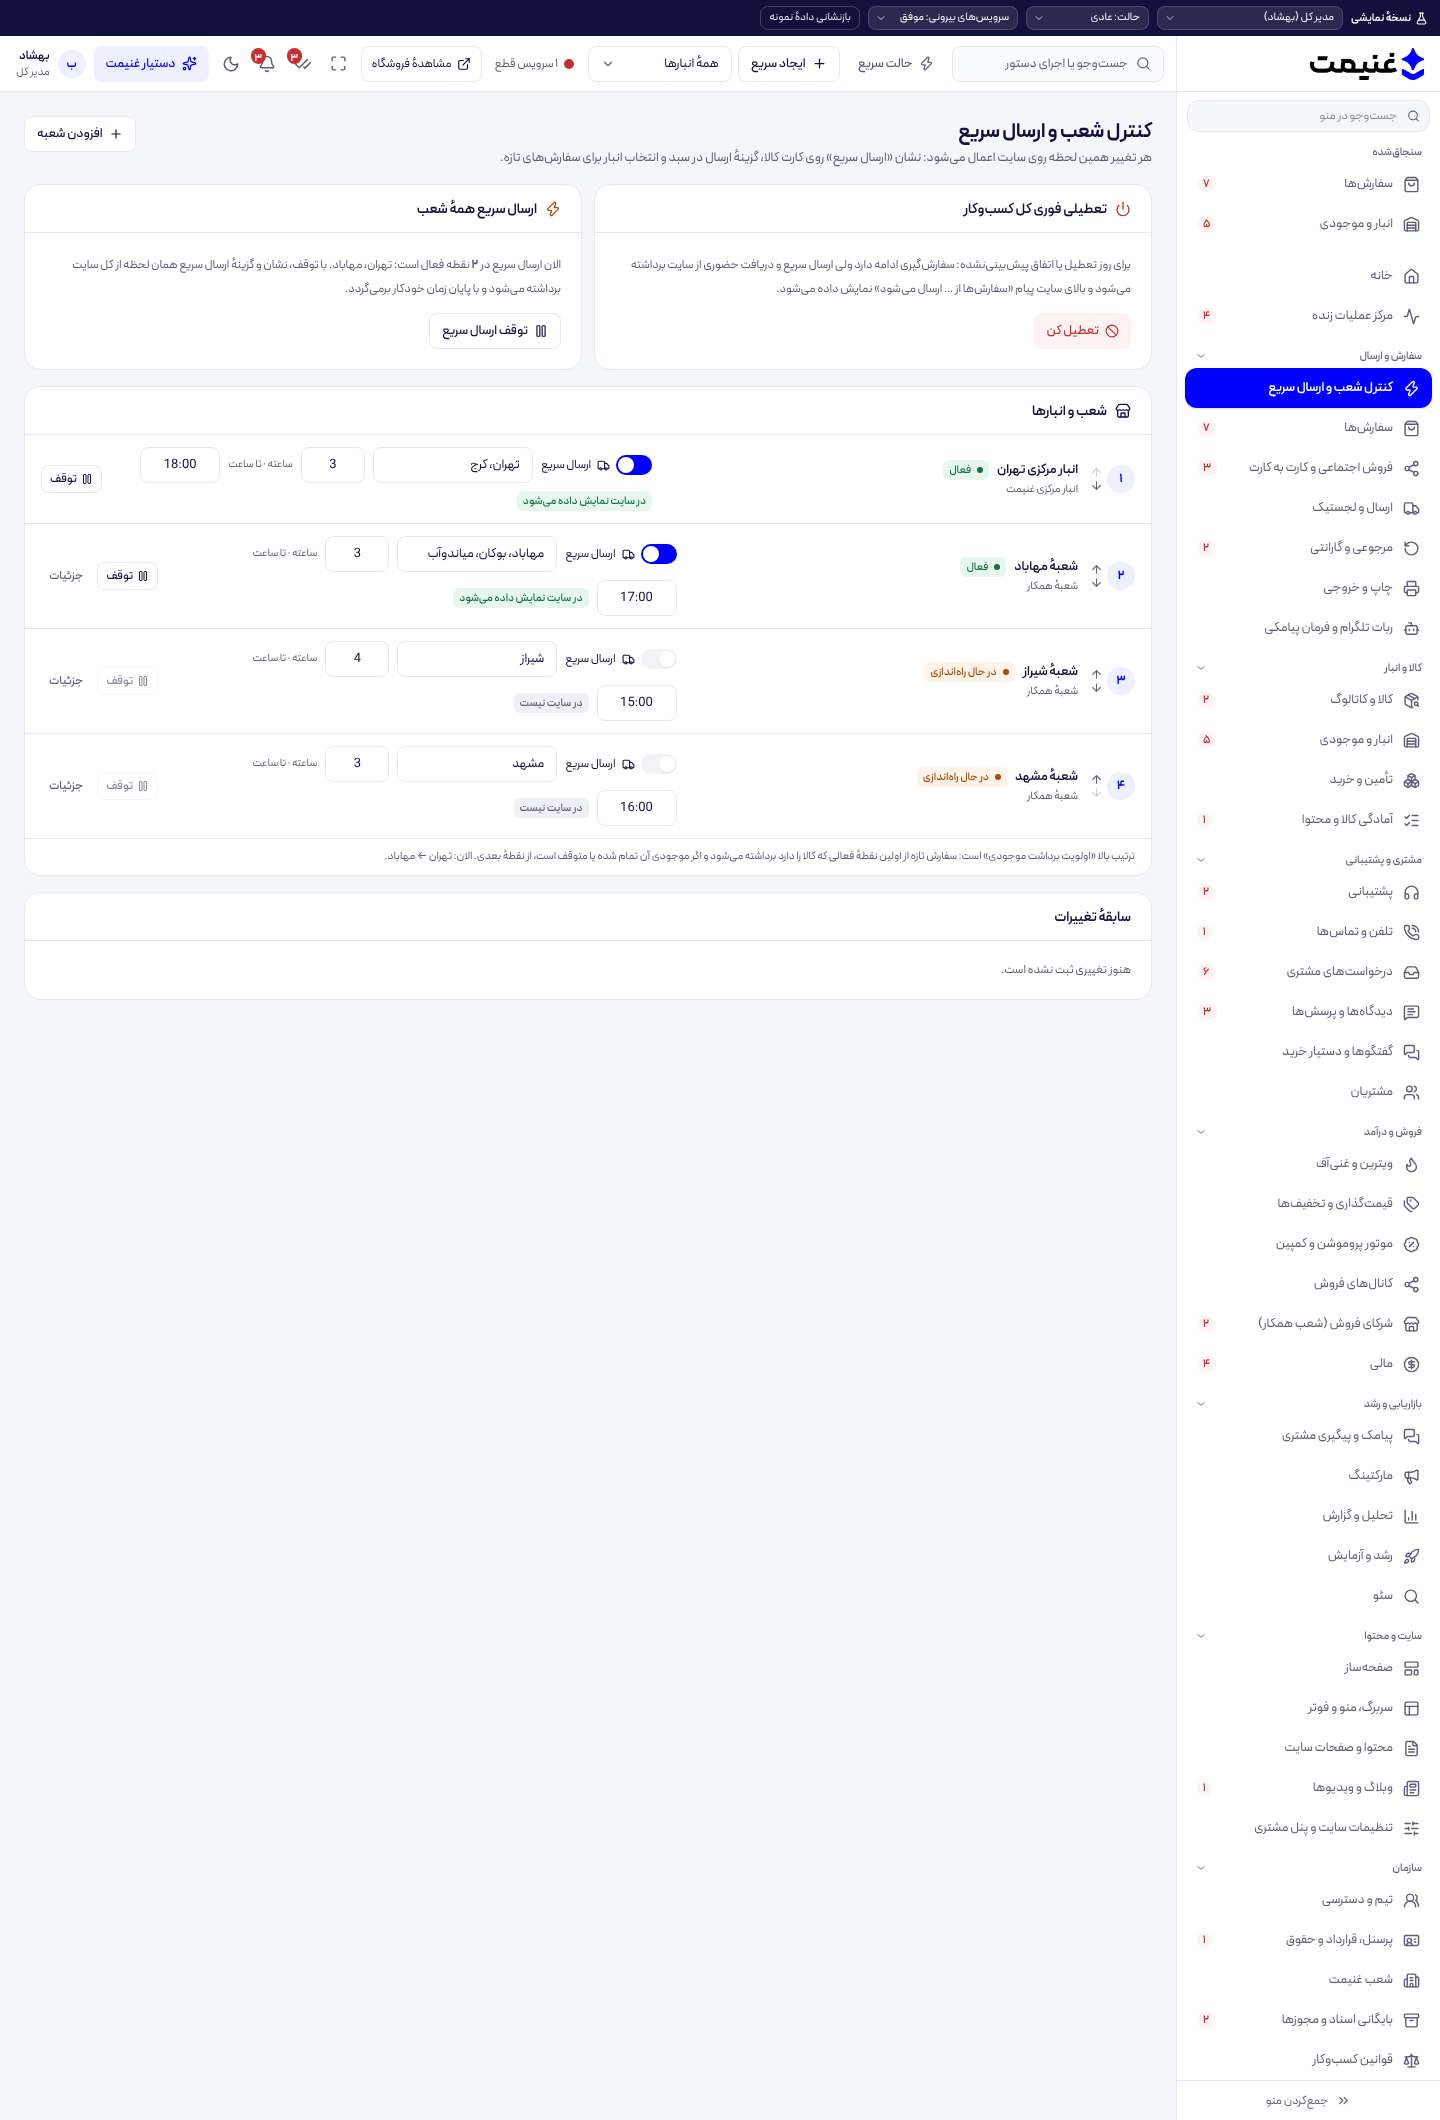 نسخهٔ نمایشی
مدیر کل (بهشاد)
حالت: عادی
سرویس‌های بیرونی: موفق
بازنشانی دادهٔ نمونه
غنیمت
جست‌وجو یا اجرای دستور
حالت سریع
ایجاد سریع
همهٔ انبارها
۱ سرویس قطع
مشاهدهٔ فروشگاه
۳
۳
دستیار غنیمت
ب
بهشاد
مدیر کل
جست‌وجو در منو
سنجاق‌شده
سفارش‌ها ۷
انبار و موجودی ۵
خانه
مرکز عملیات زنده ۴
سفارش و ارسال
کنترل شعب و ارسال سریع
سفارش‌ها ۷
فروش اجتماعی و کارت به کارت ۳
ارسال و لجستیک
مرجوعی و گارانتی ۲
چاپ و خروجی
ربات تلگرام و فرمان پیامکی
کالا و انبار
کالا و کاتالوگ ۲
انبار و موجودی ۵
تأمین و خرید
آمادگی کالا و محتوا ۱
مشتری و پشتیبانی
پشتیبانی ۲
تلفن و تماس‌ها ۱
درخواست‌های مشتری ۶
دیدگاه‌ها و پرسش‌ها ۳
گفتگوها و دستیار خرید
مشتریان
فروش و درآمد
ویترین و غنی‌آف
قیمت‌گذاری و تخفیف‌ها
موتور پروموشن و کمپین
کانال‌های فروش
شرکای فروش (شعب همکار) ۲
مالی ۴
بازاریابی و رشد
پیامک و پیگیری مشتری
مارکتینگ
تحلیل و گزارش
رشد و آزمایش
سئو
سایت و محتوا
صفحه‌ساز
سربرگ، منو و فوتر
محتوا و صفحات سایت
وبلاگ و ویدیوها ۱
تنظیمات سایت و پنل مشتری
سازمان
تیم و دسترسی
پرسنل، قرارداد و حقوق ۱
شعب غنیمت
بایگانی اسناد و مجوزها ۲
قوانین کسب‌وکار
جمع‌کردن منو
کنترل شعب و ارسال سریع
هر تغییر همین لحظه روی سایت اعمال می‌شود: نشان «ارسال سریع» روی کارت کالا، گزینهٔ ارسال در سبد و انتخاب انبار برای سفارش‌های تازه.
افزودن شعبه
تعطیلی فوری کل کسب‌وکار
برای روز تعطیل یا اتفاق پیش‌بینی‌نشده: سفارش‌گیری ادامه دارد ولی ارسال سریع و دریافت حضوری از سایت برداشته
می‌شود و بالای سایت پیام «سفارش‌ها از … ارسال می‌شود» نمایش داده می‌شود.
تعطیل کن
ارسال سریع همهٔ شعب
الان ارسال سریع در ۲ نقطه فعال است: تهران، مهاباد. با توقف، نشان و گزینهٔ ارسال سریع همان لحظه از کل سایت
برداشته می‌شود و با پایان زمان خودکار برمی‌گردد.
توقف ارسال سریع
شعب و انبارها
۱
انبار مرکزی تهران فعال
انبار مرکزی غنیمت
ارسال سریع تهران، کرج 3 ساعته · تا ساعت 18:00
در سایت نمایش داده می‌شود
توقف
۲
شعبهٔ مهاباد فعال
شعبهٔ همکار
ارسال سریع مهاباد، بوکان، میاندوآب 3 ساعته · تا ساعت
17:00 در سایت نمایش داده می‌شود
توقف جزئیات
۳
شعبهٔ شیراز در حال راه‌اندازی
شعبهٔ همکار
ارسال سریع شیراز 4 ساعته · تا ساعت
15:00 در سایت نیست
توقف جزئیات
۴
شعبهٔ مشهد در حال راه‌اندازی
شعبهٔ همکار
ارسال سریع مشهد 3 ساعته · تا ساعت
16:00 در سایت نیست
توقف جزئیات
ترتیب بالا «اولویت برداشت موجودی» است: سفارش تازه از اولین نقطهٔ فعالی که کالا را دارد برداشته می‌شود و اگر موجودی آن تمام شده یا متوقف است، از نقطهٔ بعدی. الان: تهران ← مهاباد.
سابقهٔ تغییرات
هنوز تغییری ثبت نشده است.